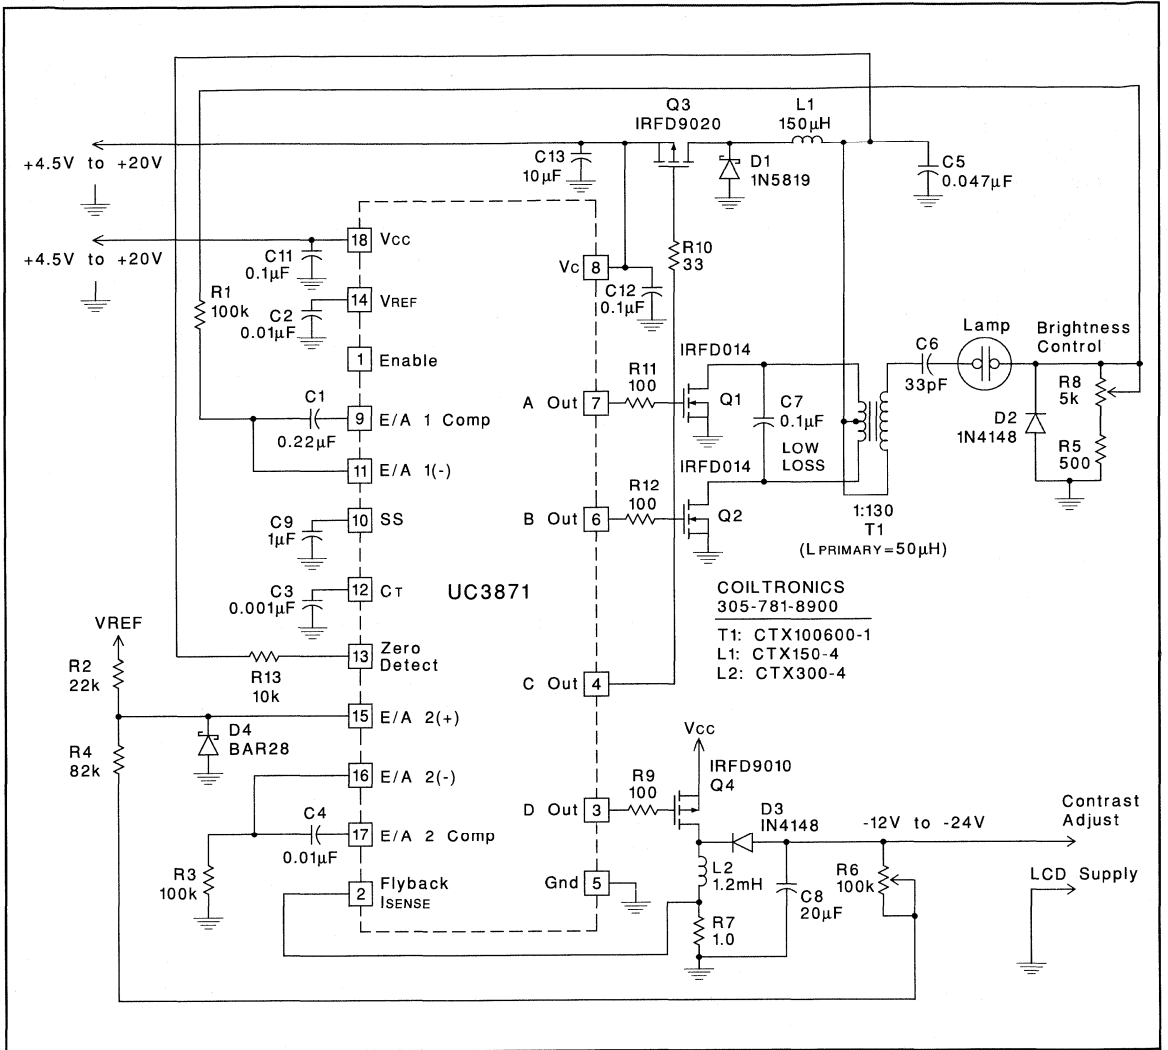 Q3
IRFD9020
L1
150µH
+4.5V to +20V
C13
10µF
D1
1N5819
C5
0.047µF
+4.5V to +20V
C11
0.1µF
18 Vcc
Vc 8
R10
33
C12
0.1µF
R1
100k
C2
0.01µF
14 VREF
1 Enable
C1
0.22µF
9 E/A 1 Comp
11 E/A 1(-)
A Out 7
R11
100
IRFD014
Q1
C7
0.1µF
LOW
LOSS
C6
33pF
Lamp
Brightness
Control
R8
5k
D2
1N4148
R5
500
C9
1µF
10 SS
B Out 6
R12
100
IRFD014
Q2
1:130
T1
(LPRIMARY=50µH)
C3
0.001µF
12 CT
UC3871
COILTRONICS
305-781-8900
T1: CTX100600-1
L1: CTX150-4
L2: CTX300-4
VREF
R2
22k
R13
10k
13 Zero
Detect
C Out 4
R4
82k
D4
BAR28
15 E/A 2(+)
16 E/A 2(-)
C4
0.01µF
17 E/A 2 Comp
R3
100k
2 Flyback
ISENSE
D Out 3
R9
100
Vcc
IRFD9010
Q4
D3
IN4148
-12V to -24V
Contrast
Adjust
Gnd 5
L2
1.2mH
R7
1.0
C8
20µF
R6
100k
LCD Supply